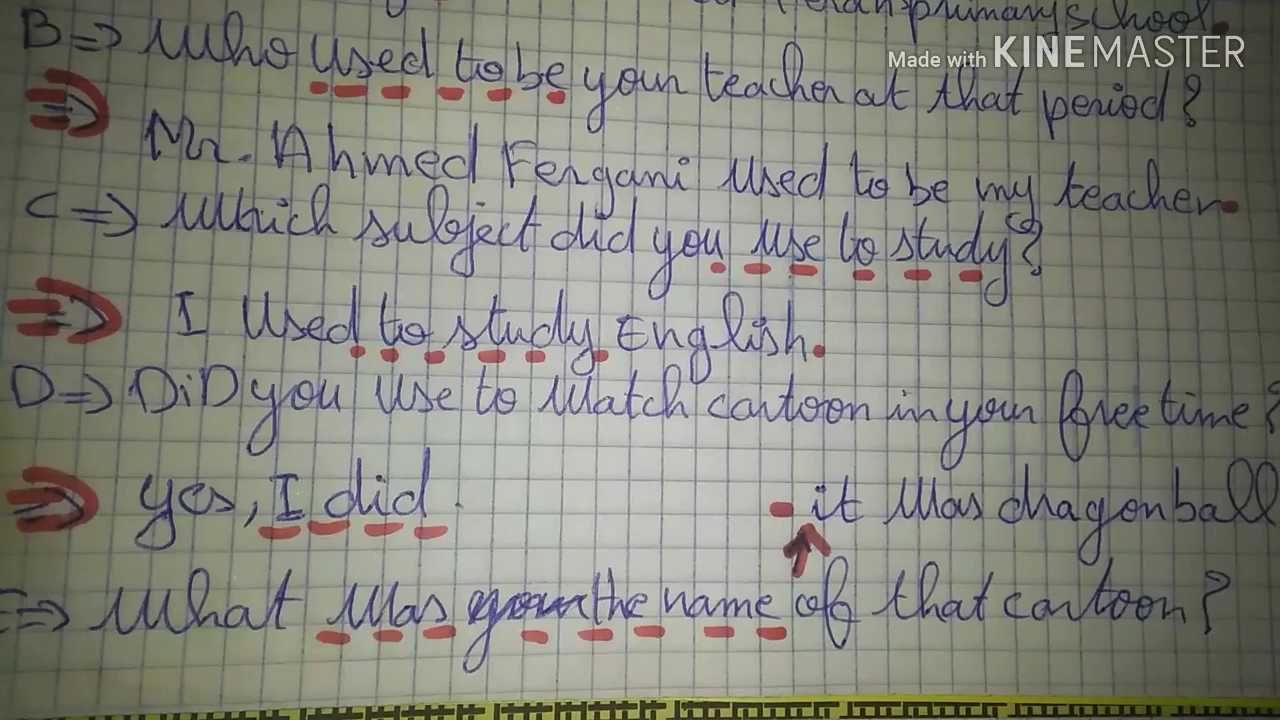 primary school.
Made with KINEMASTER
B => Who used to be your teacher at that period?
=> Mr. Ahmed Fergani used to be my teacher.
C => Which subject did you use to study?
=> I used to study English.
D => DiD you use to watch cartoon in your free time?
=> yes, I did. - it was dragon ball
=> What was your the name of that cartoon?